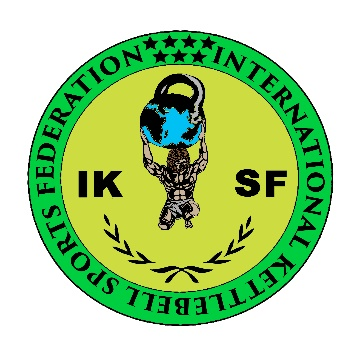 INTERNATIONAL KETTLEBELL SPORTS FEDERATION
IK SF